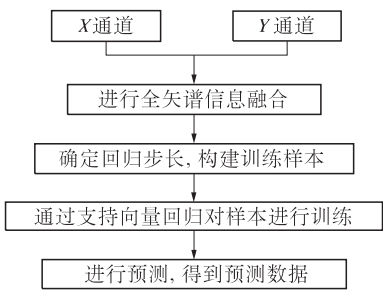 X通道
Y通道
进行全矢谱信息融合
确定回归步长,构建训练样本
通过支持向量回归对样本进行训练
进行预测,得到预测数据